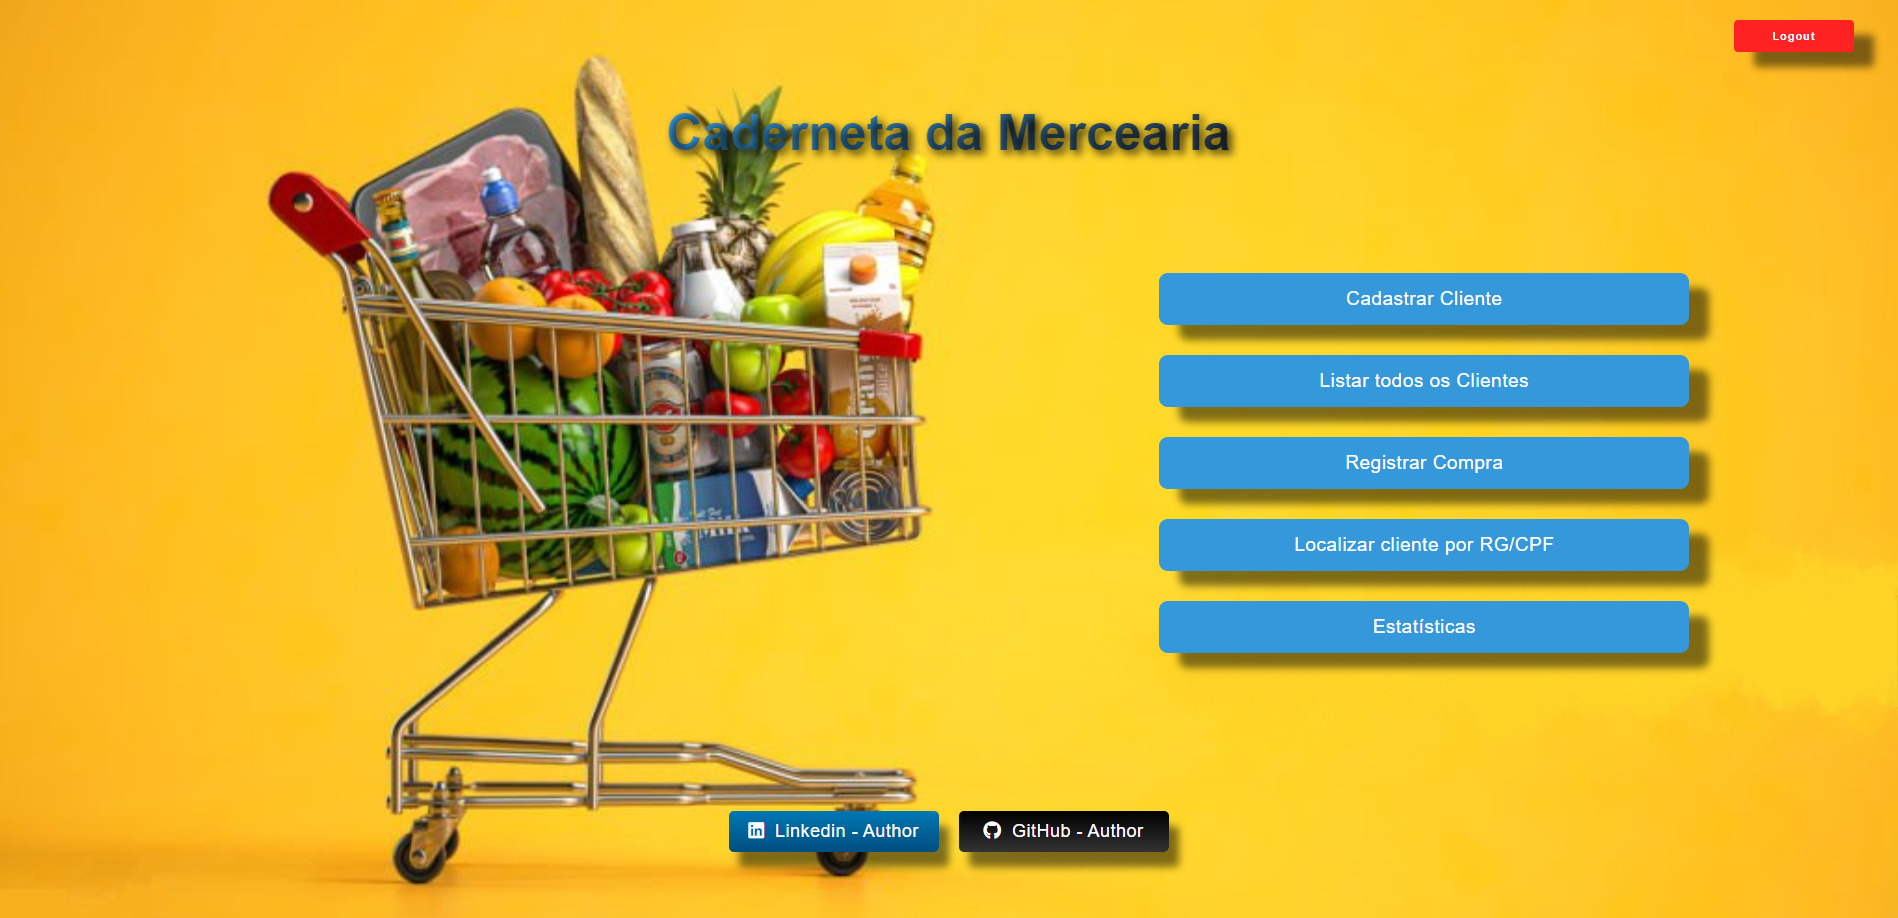 Logout
Caderneta da Mercearia
Cadastrar Cliente
Listar todos os Clientes
Registrar Compra
Localizar cliente por RG/CPF
Estatísticas
Linkedin - Author
GitHub - Author